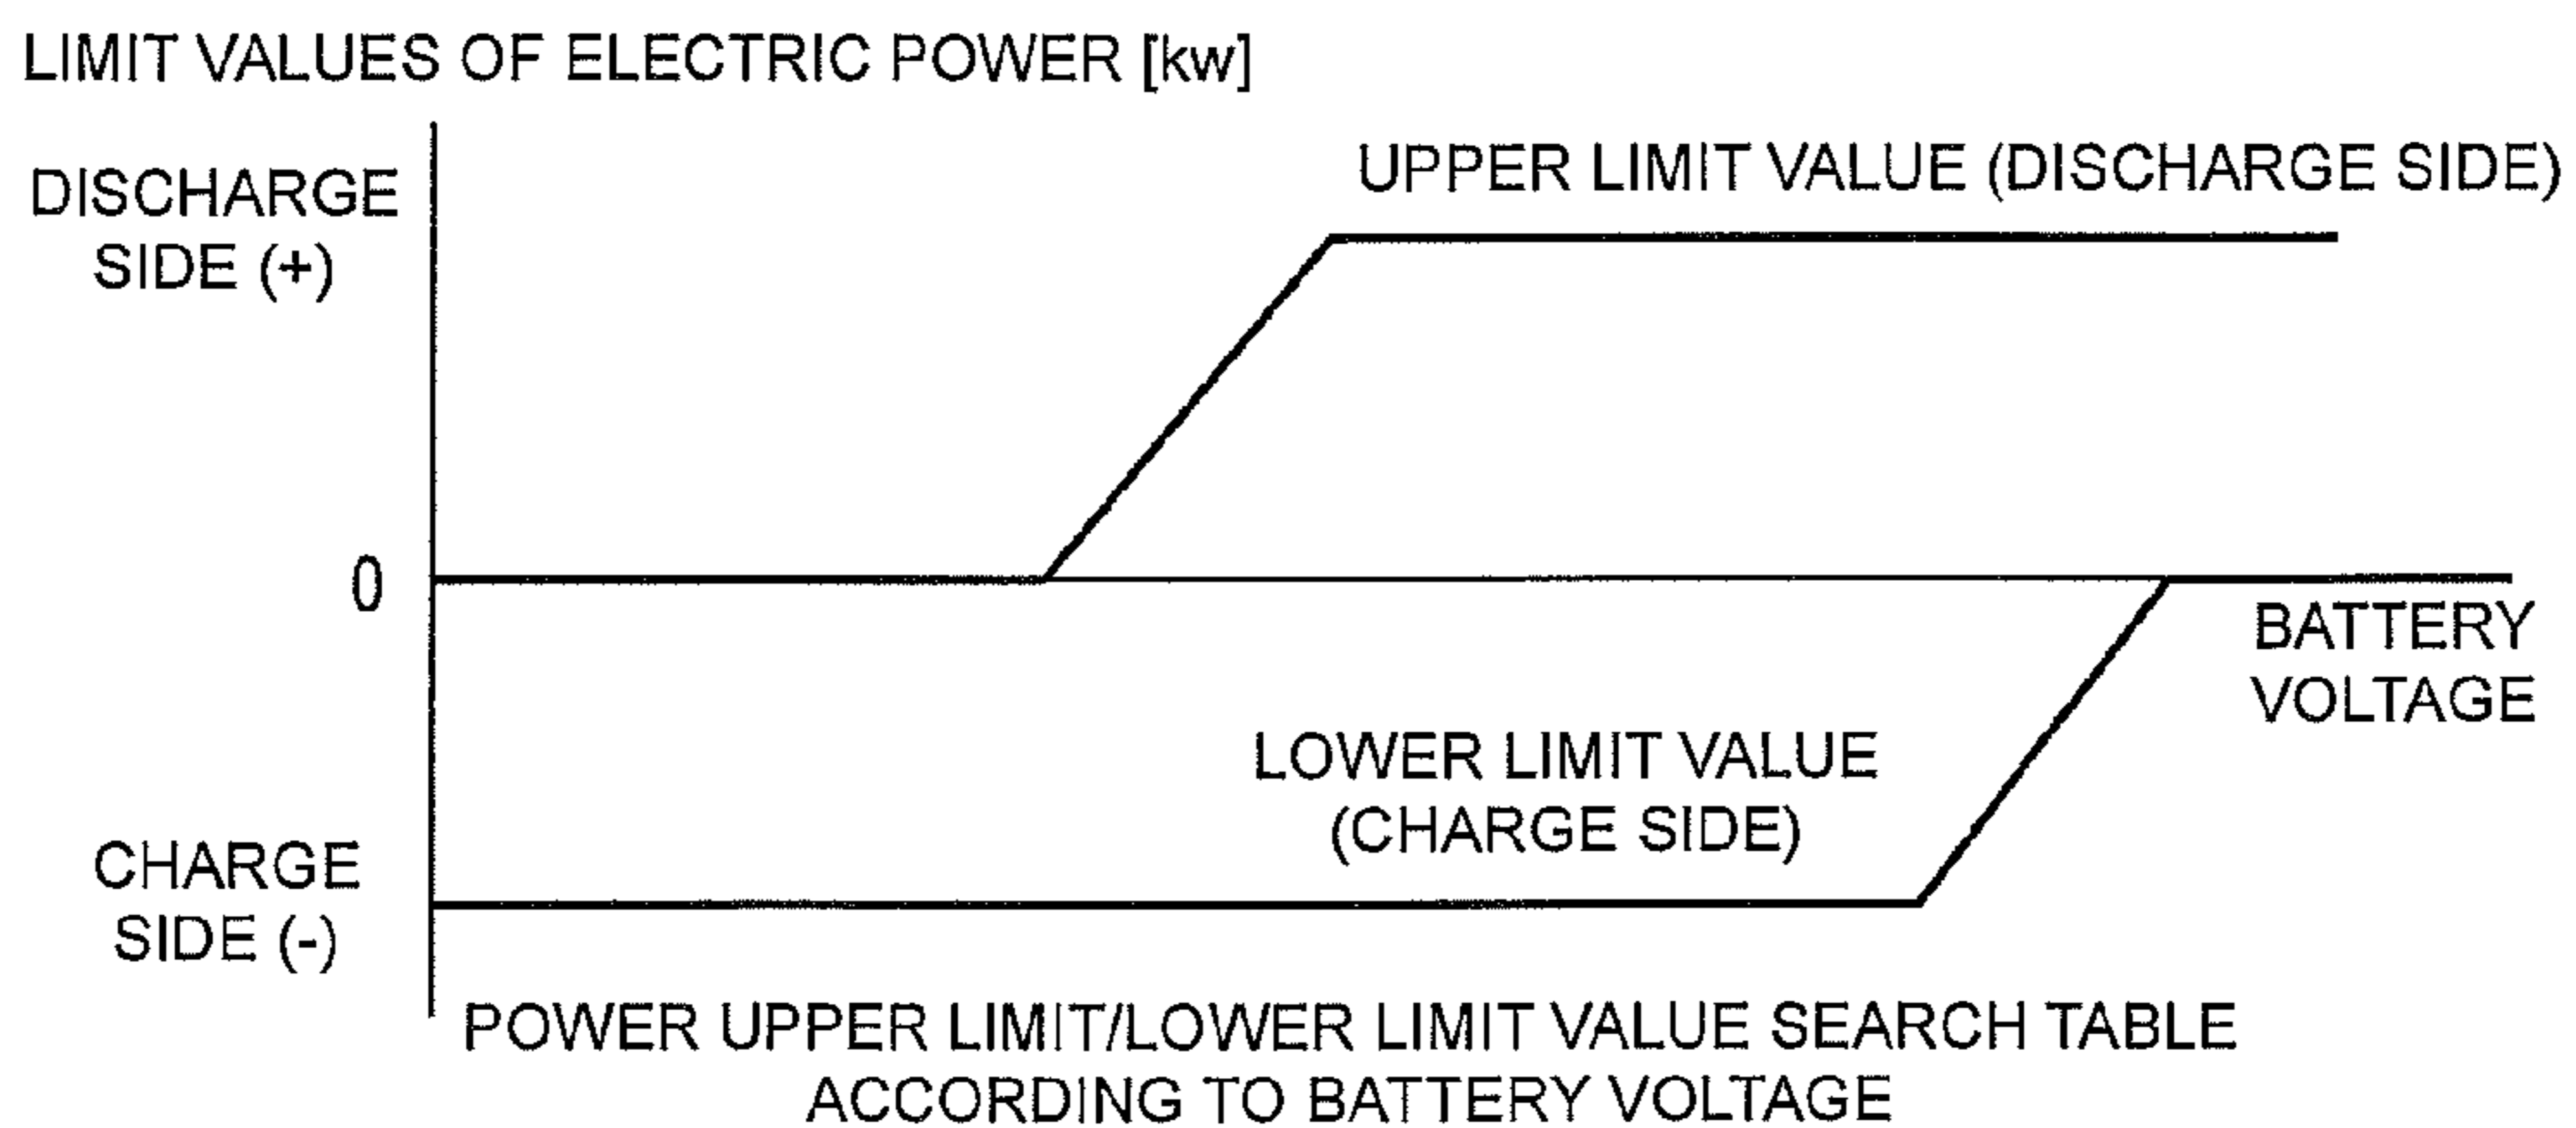 LIMIT VALUES OF ELECTRIC POWER [kw]
DISCHARGE
SIDE (+)
UPPER LIMIT VALUE (DISCHARGE SIDE)
0
BATTERY
VOLTAGE
LOWER LIMIT VALUE
(CHARGE SIDE)
CHARGE
SIDE (-)
POWER UPPER LIMIT/LOWER LIMIT VALUE SEARCH TABLE
ACCORDING TO BATTERY VOLTAGE